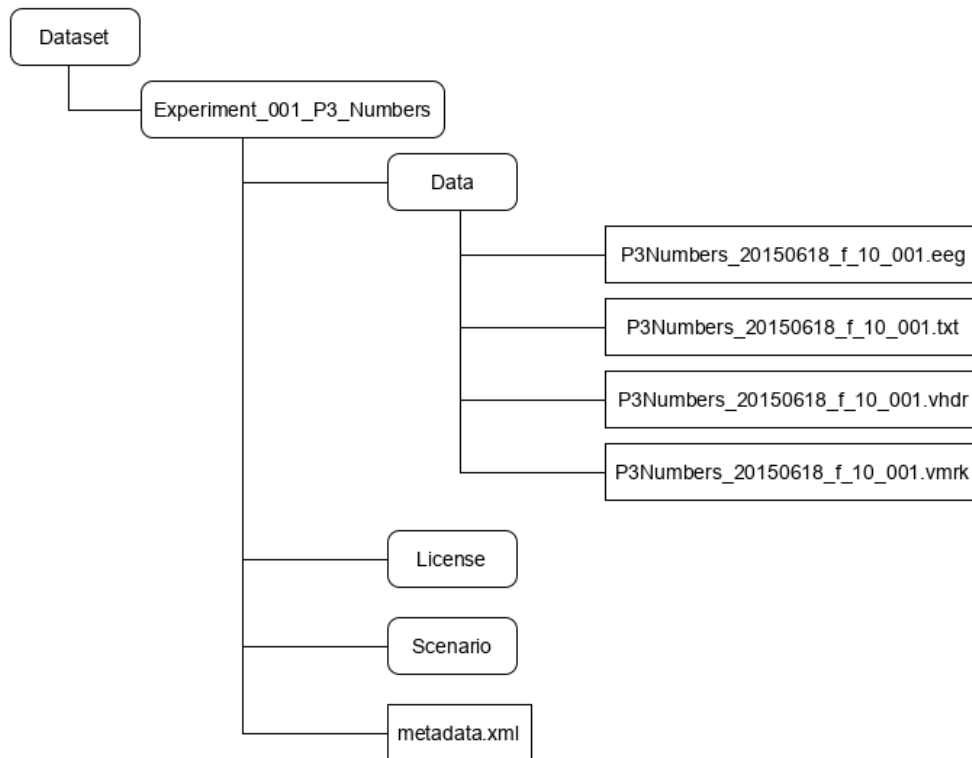 Dataset
Experiment_001_P3_Numbers
Data
P3Numbers_20150618_f_10_001.eeg
P3Numbers_20150618_f_10_001.txt
P3Numbers_20150618_f_10_001.vhdr
P3Numbers_20150618_f_10_001.vmrk
License
Scenario
metadata.xml